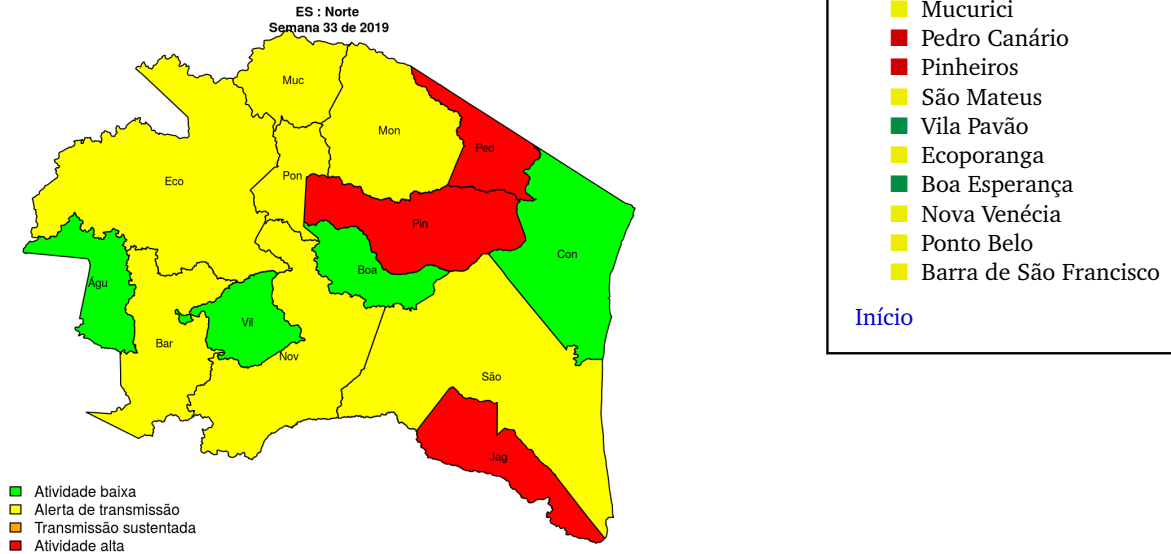 ES : Norte
Semana 33 de 2019
Muc
Mon
Ped
Eco
Pon
Pin
Con
Boa
Águ
Vil
Bar
Nov
São
Jag
Atividade baixa
Alerta de transmissão
Transmissão sustentada
Atividade alta
Mucurici
Pedro Canário
Pinheiros
São Mateus
Vila Pavão
Ecoporanga
Boa Esperança
Nova Venécia
Ponto Belo
Barra de São Francisco
Início